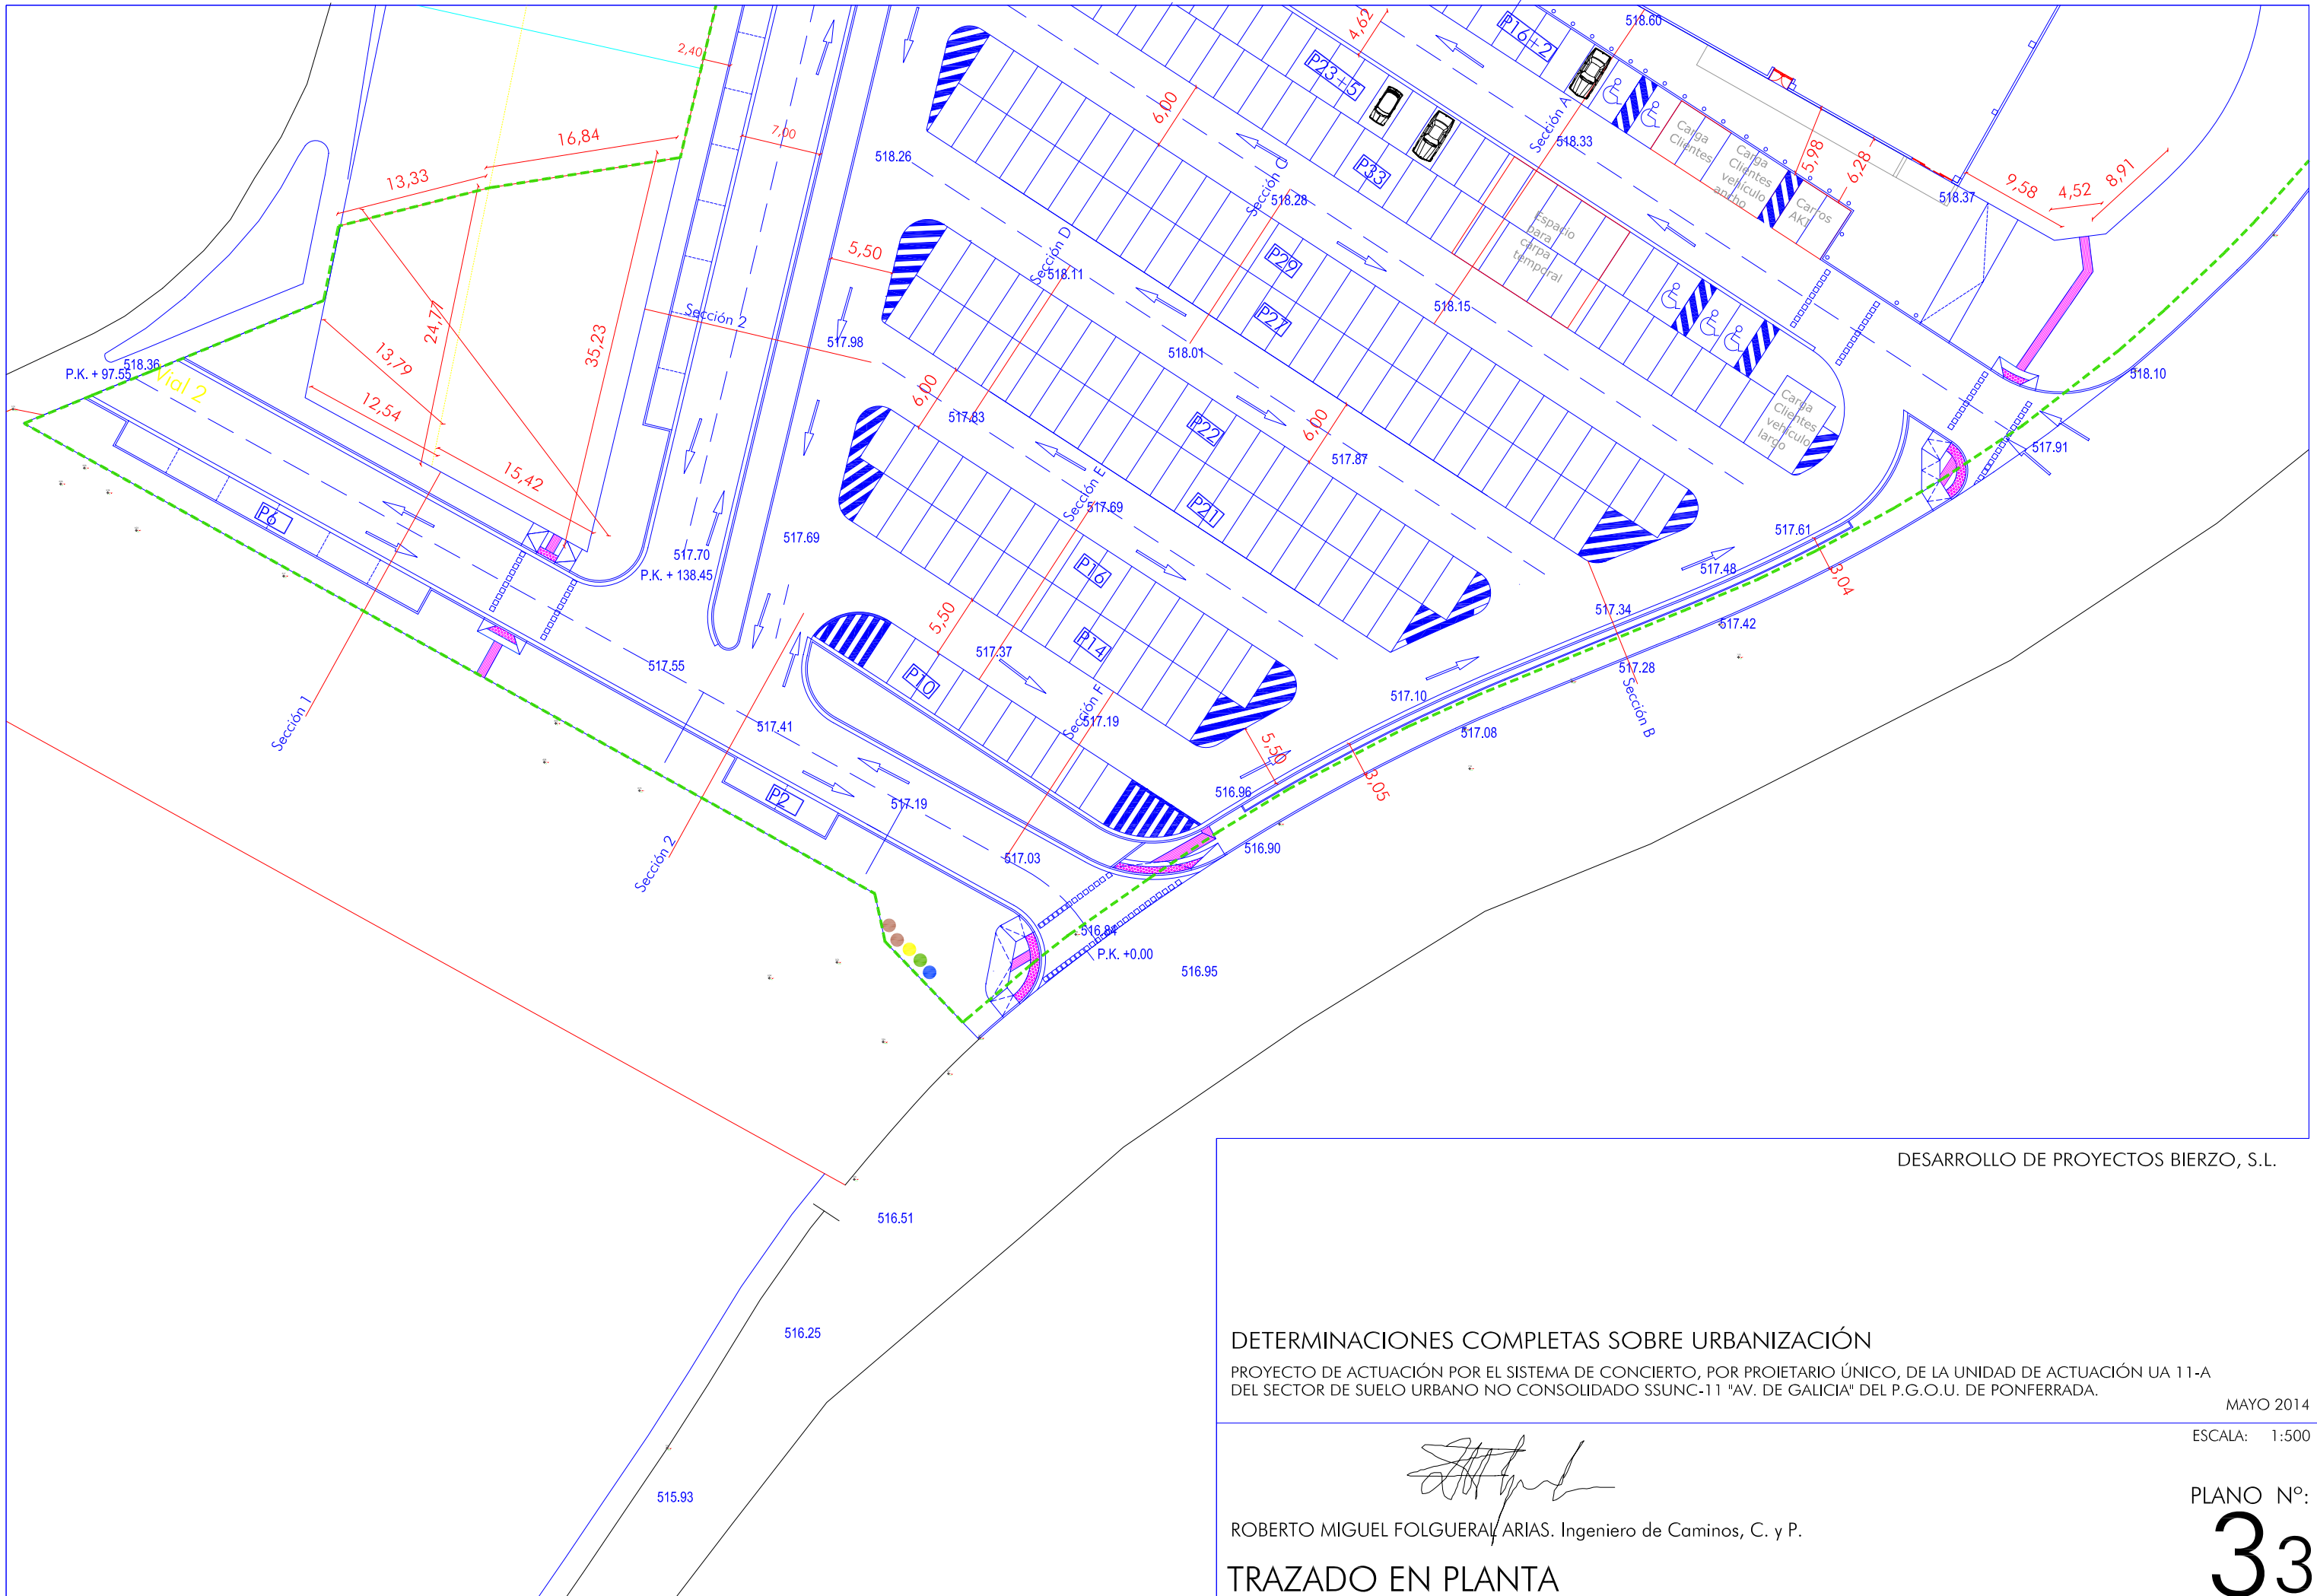 2,40
7,00
16,84
13,33
24,77
35,23
13,79
12,54
15,42
5,50
6,00
6,00
6,00
5,50
5,50
3,05
3,04
4,62
5,98
6,28
9,58
4,52
8,91
P16+2
P23+5
P33
P29
P27
P22
P21
P16
P14
P10
P6
P2
518.60
518.33
518.37
518.26
518.28
518.11
518.15
518.01
518.10
517.98
517.83
517.87
517.91
517.69
517.69
517.70
P.K. + 138.45
517.61
517.48
517.34
517.42
517.28
517.10
517.08
517.55
517.41
517.37
517.19
517.19
517.03
516.96
516.90
516.84
P.K. +0.00
516.95
516.51
516.25
515.93
518.36
P.K. + 97.55
Vial 2
Sección A
Sección D
Sección D
Sección E
Sección F
Sección B
Sección 2
Sección 1
Sección 2
Carga
Clientes
Carga
Clientes
vehículo
ancho
Carros
AKI
Espacio
para
carpa
temporal
Carga
Clientes
vehículo
largo
DESARROLLO DE PROYECTOS BIERZO, S.L.
DETERMINACIONES COMPLETAS SOBRE URBANIZACIÓN
PROYECTO DE ACTUACIÓN POR EL SISTEMA DE CONCIERTO, POR PROIETARIO ÚNICO, DE LA UNIDAD DE ACTUACIÓN UA 11-A
DEL SECTOR DE SUELO URBANO NO CONSOLIDADO SSUNC-11 "AV. DE GALICIA" DEL P.G.O.U. DE PONFERRADA.
MAYO 2014
ESCALA: 1:500
PLANO Nº:
33
ROBERTO MIGUEL FOLGUERAL ARIAS. Ingeniero de Caminos, C. y P.
TRAZADO EN PLANTA